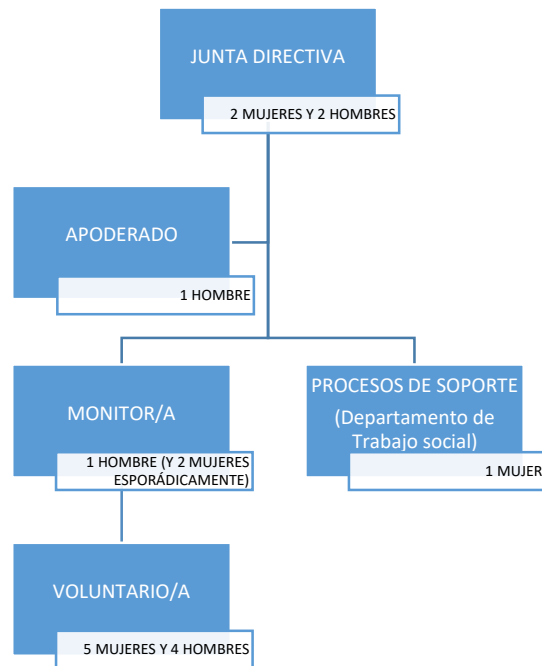 JUNTA DIRECTIVA
2 MUJERES Y 2 HOMBRES
APODERADO
1 HOMBRE
MONITOR/A
1 HOMBRE (Y 2 MUJERES
ESPORÁDICAMENTE)
PROCESOS DE SOPORTE
(Departamento de
Trabajo social)
1 MUJER
VOLUNTARIO/A
5 MUJERES Y 4 HOMBRES